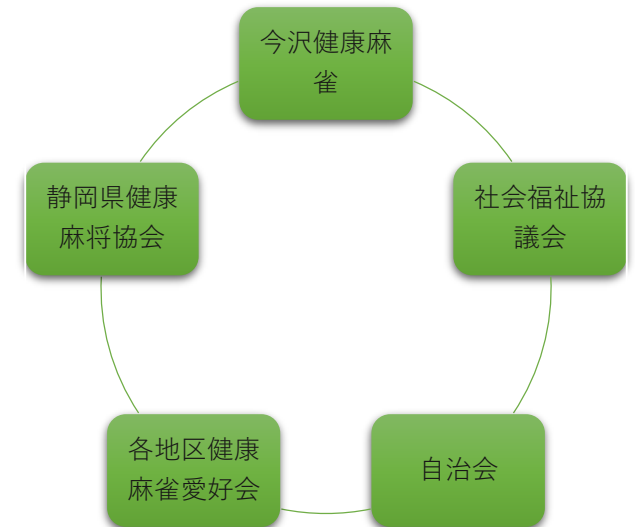 今沢健康麻
雀
静岡県健康
麻将協会
社会福祉協
議会
各地区健康
麻雀愛好会
自治会